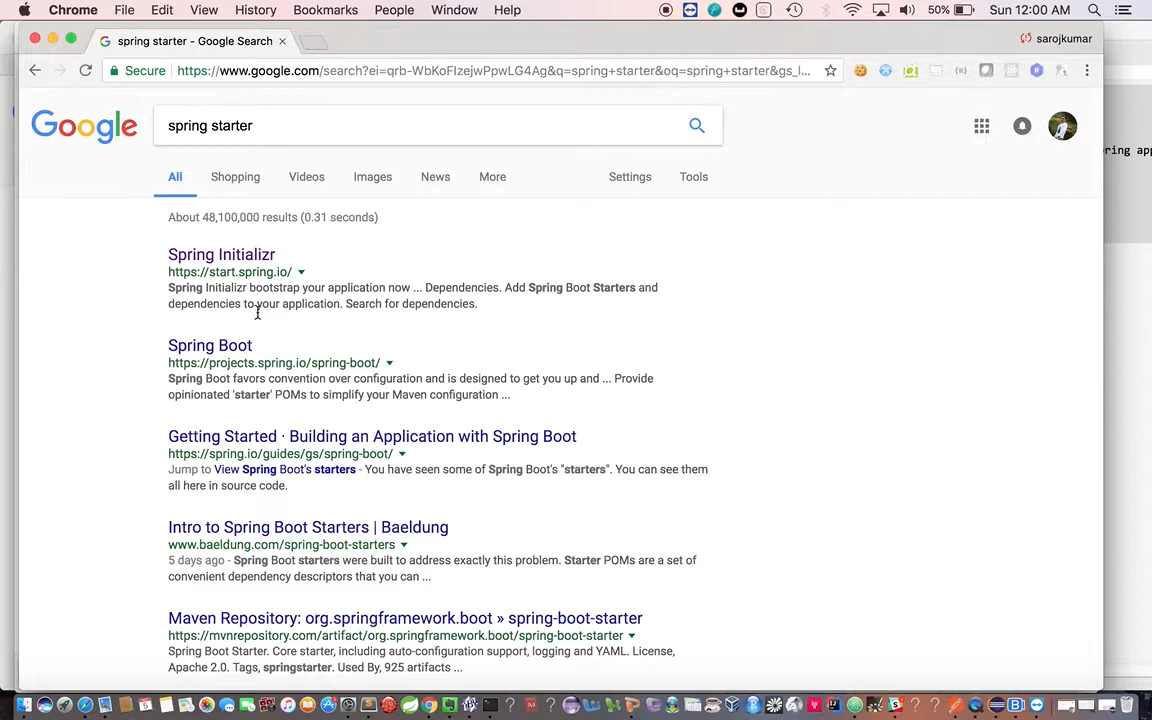 Chrome File Edit View History Bookmarks People Window Help 50% Sun 12:00 AM
spring starter - Google Search sarojkumar
Secure https://www.google.com/search?ei=qrb-WbKoFIzejwPpwLG4Ag&q=spring+starter&oq=spring+starter&gs_l...
Google spring starter
ring app
All Shopping Videos Images News More Settings Tools
About 48,100,000 results (0.31 seconds)
Spring Initializr
https://start.spring.io/
Spring Initializr bootstrap your application now ... Dependencies. Add Spring Boot Starters and
dependencies to your application. Search for dependencies.
Spring Boot
https://projects.spring.io/spring-boot/
Spring Boot favors convention over configuration and is designed to get you up and ... Provide
opinionated 'starter' POMs to simplify your Maven configuration ...
Getting Started · Building an Application with Spring Boot
https://spring.io/guides/gs/spring-boot/
Jump to View Spring Boot's starters - You have seen some of Spring Boot's "starters". You can see them
all here in source code.
Intro to Spring Boot Starters | Baeldung
www.baeldung.com/spring-boot-starters
5 days ago - Spring Boot starters were built to address exactly this problem. Starter POMs are a set of
convenient dependency descriptors that you can ...
Maven Repository: org.springframework.boot » spring-boot-starter
https://mvnrepository.com/artifact/org.springframework.boot/spring-boot-starter
Spring Boot Starter. Core starter, including auto-configuration support, logging and YAML. License,
Apache 2.0. Tags, springstarter. Used By, 925 artifacts ...